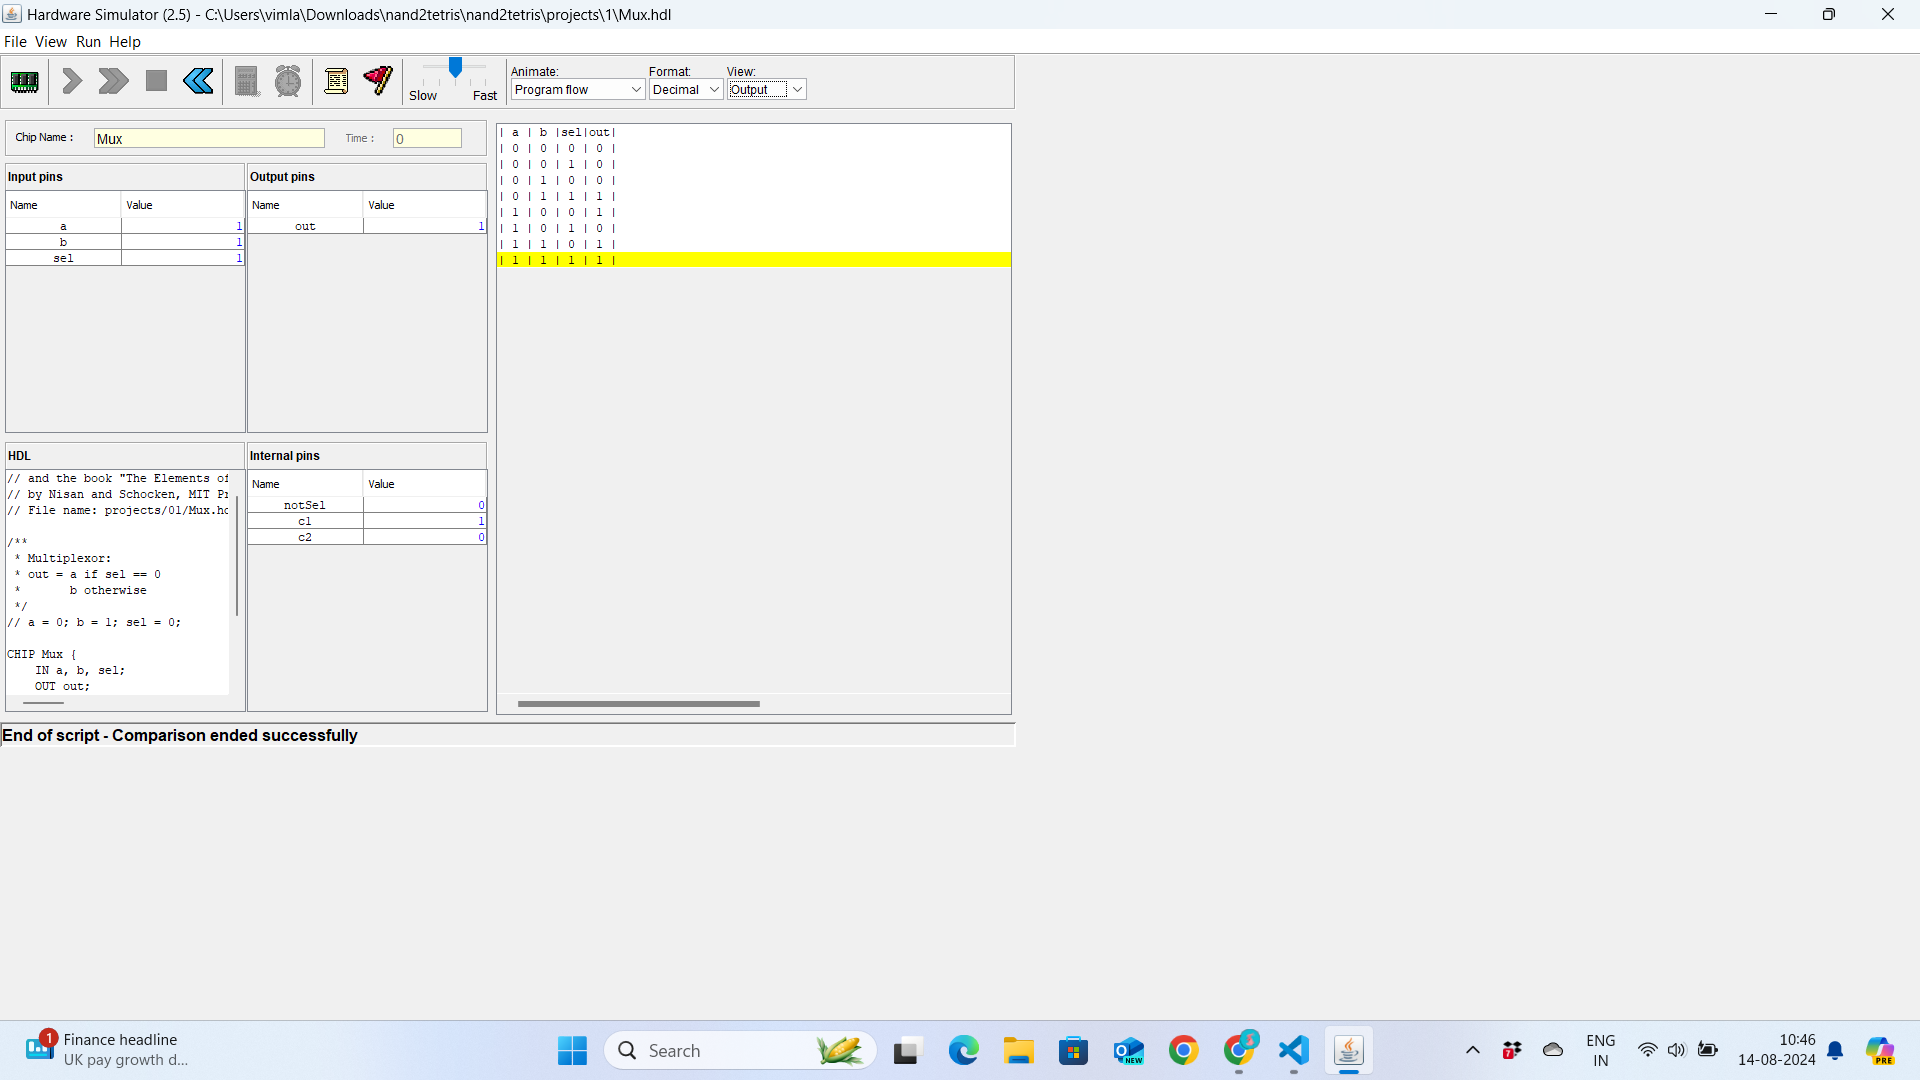 Hardware Simulator (2.5) - C:\Users\vimla\Downloads\nand2tetris\nand2tetris\projects\1\Mux.hdl
File View Run Help
Slow Fast
Animate: Format: View:
Program flow Decimal Output
Chip Name : Mux Time : 0
Input pins
Name Value
a 1
b 1
sel 1
Output pins
Name Value
out 1
| a | b |sel|out|
| 0 | 0 | 0 | 0 |
| 0 | 0 | 1 | 0 |
| 0 | 1 | 0 | 0 |
| 0 | 1 | 1 | 1 |
| 1 | 0 | 0 | 1 |
| 1 | 0 | 1 | 0 |
| 1 | 1 | 0 | 1 |
| 1 | 1 | 1 | 1 |
HDL
// and the book "The Elements of
// by Nisan and Schocken, MIT Pr
// File name: projects/01/Mux.hd
/**
* Multiplexor:
* out = a if sel == 0
* b otherwise
*/
// a = 0; b = 1; sel = 0;
CHIP Mux {
IN a, b, sel;
OUT out;
Internal pins
Name Value
notSel 0
c1 1
c2 0
End of script - Comparison ended successfully
1
Finance headline
UK pay growth d...
Search
NEW
7
ENG
IN
10:46
14-08-2024
PRE